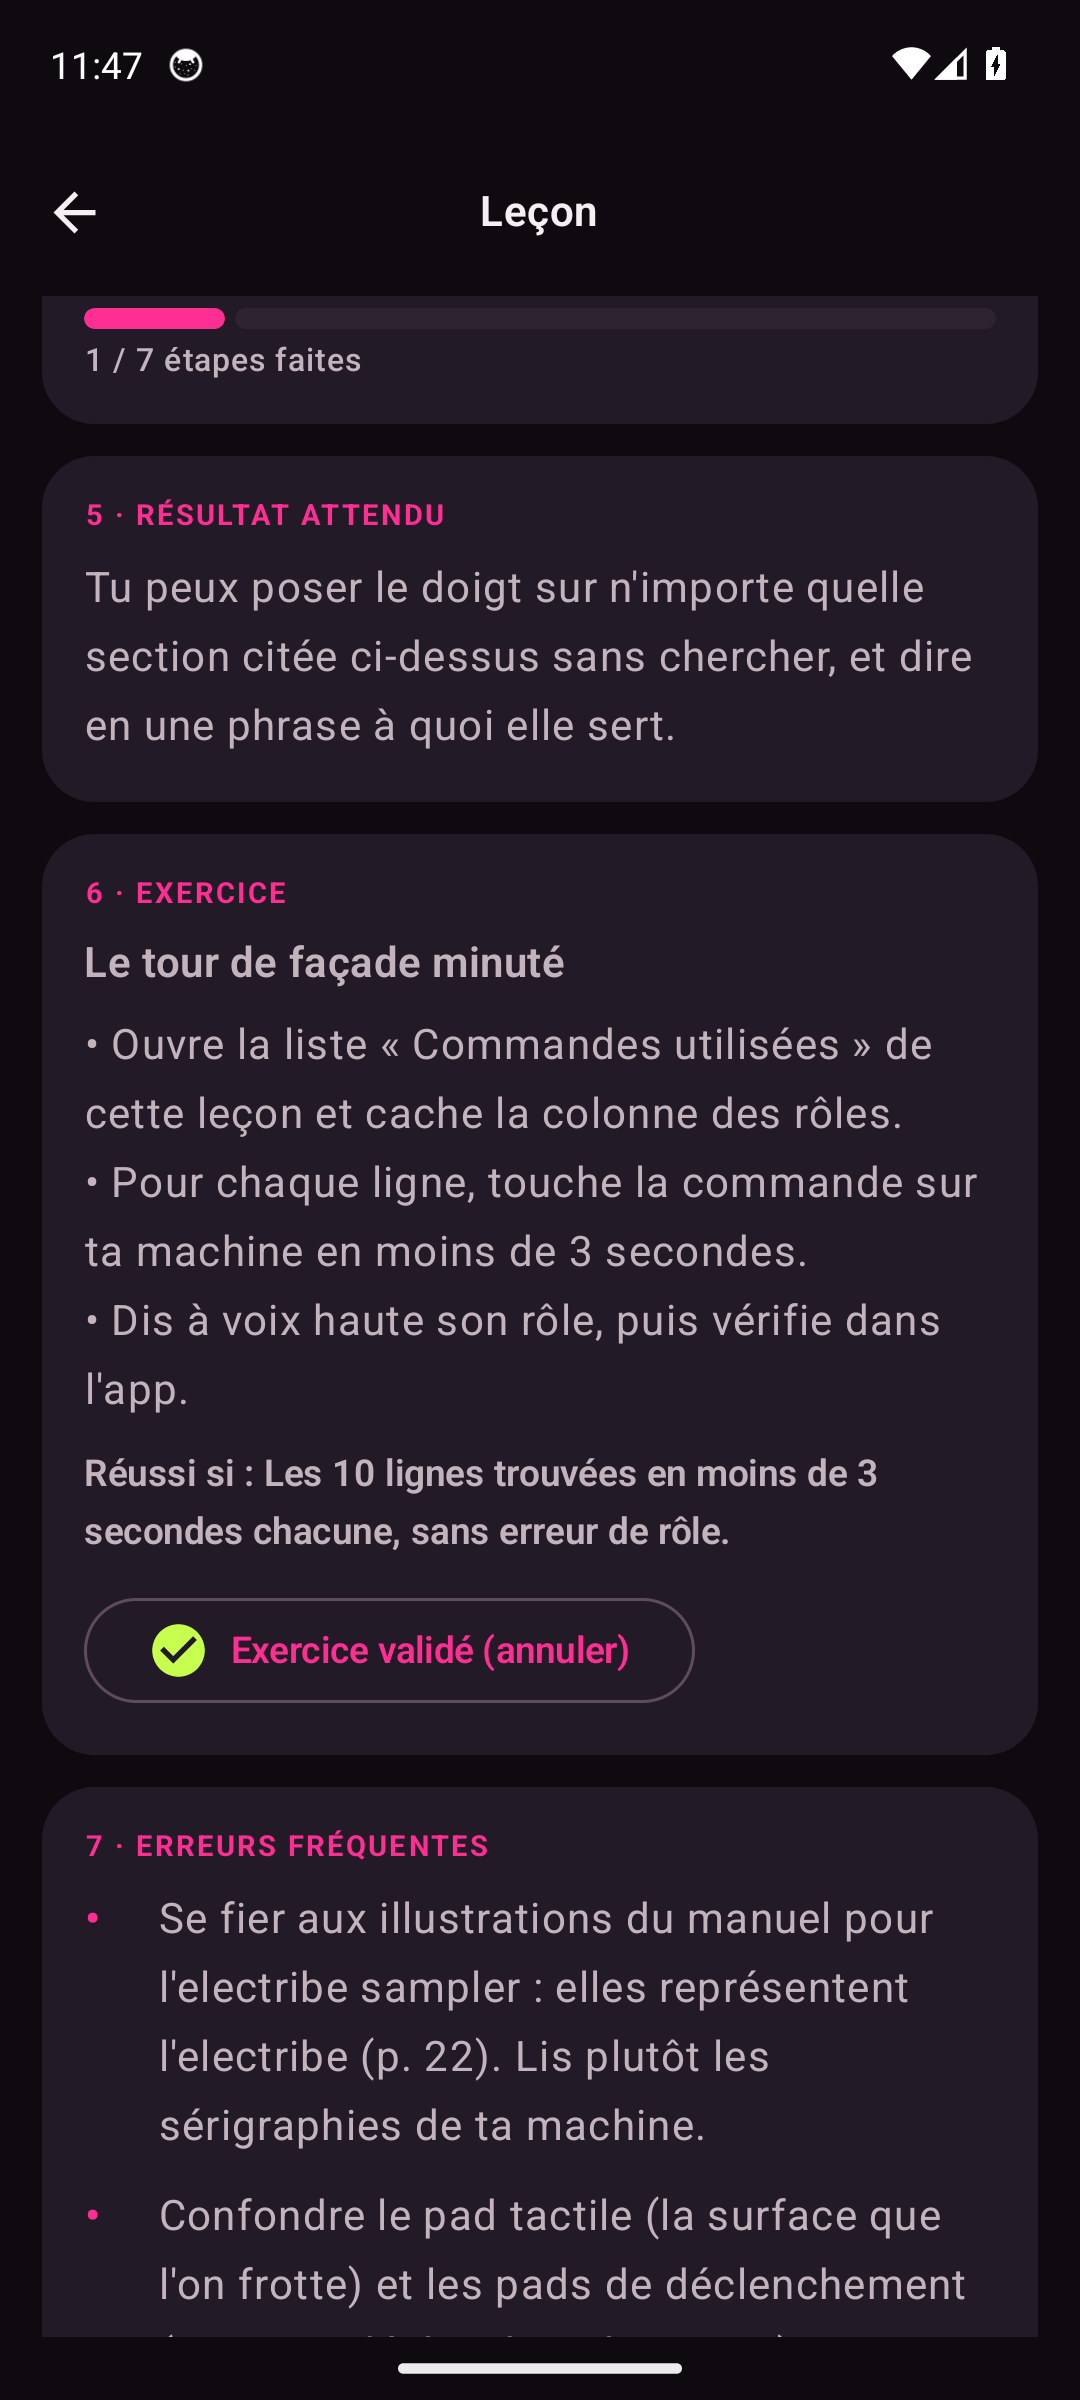 11:47
Leçon
1 / 7 étapes faites
5 · RÉSULTAT ATTENDU
Tu peux poser le doigt sur n'importe quelle
section citée ci-dessus sans chercher, et dire
en une phrase à quoi elle sert.
6 · EXERCICE
Le tour de façade minuté
• Ouvre la liste « Commandes utilisées » de
cette leçon et cache la colonne des rôles.
• Pour chaque ligne, touche la commande sur
ta machine en moins de 3 secondes.
• Dis à voix haute son rôle, puis vérifie dans
l'app.
Réussi si : Les 10 lignes trouvées en moins de 3
secondes chacune, sans erreur de rôle.
Exercice validé (annuler)
7 · ERREURS FRÉQUENTES
• Se fier aux illustrations du manuel pour
l'electribe sampler : elles représentent
l'electribe (p. 22). Lis plutôt les
sérigraphies de ta machine.
• Confondre le pad tactile (la surface que
l'on frotte) et les pads de déclenchement